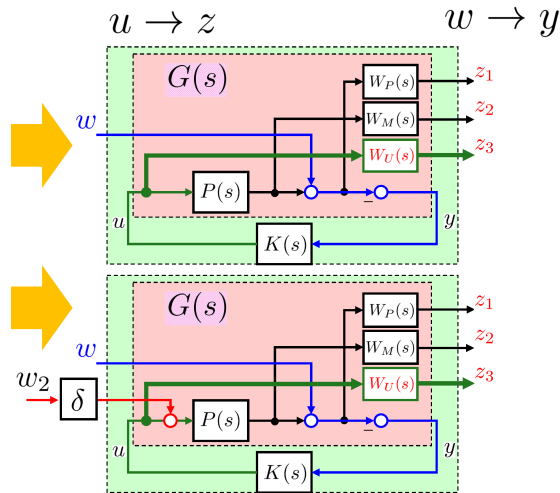 u → z
w → y
G(s)
W_P(s)
z_1
w
W_M(s)
z_2
W_U(s)
z_3
P(s)
−
u
y
K(s)
G(s)
W_P(s)
z_1
w
W_M(s)
z_2
w_2
δ
W_U(s)
z_3
P(s)
−
u
y
K(s)